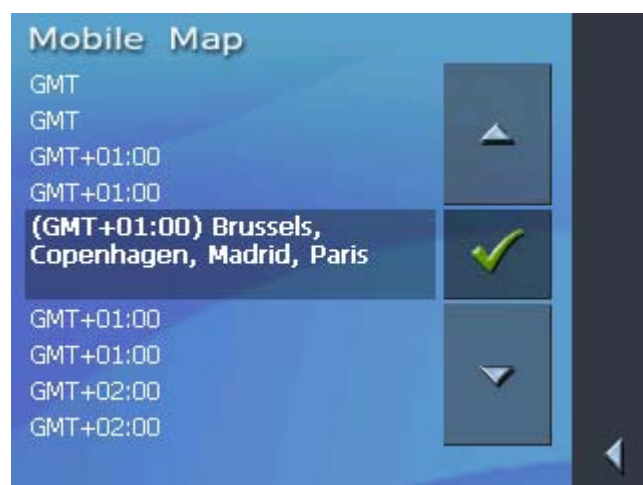 Mobile Map
GMT
GMT
GMT+01:00
GMT+01:00
(GMT+01:00) Brussels,
Copenhagen, Madrid, Paris
GMT+01:00
GMT+01:00
GMT+02:00
GMT+02:00